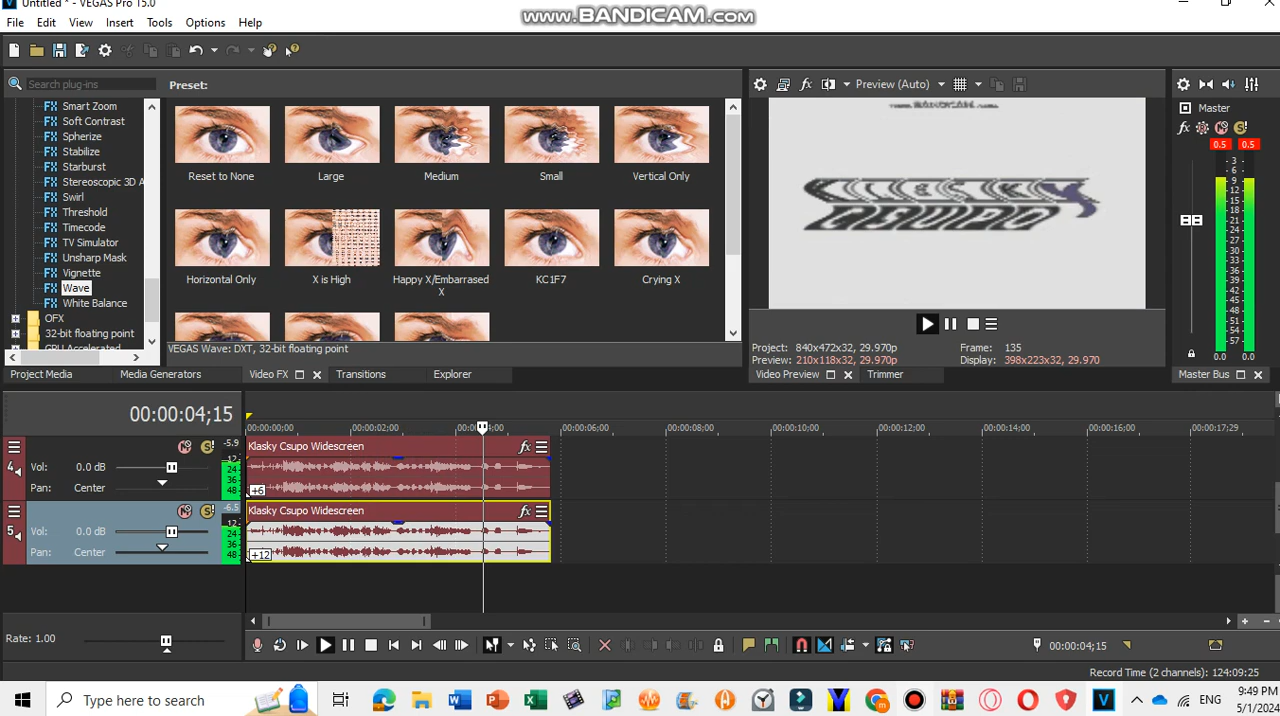 Untitled * - VEGAS Pro 15.0
www.BANDICAM.com
File Edit View Insert Tools Options Help
Search plug-ins
Preset:
Preview (Auto)
Smart Zoom
Soft Contrast
Spherize
Stabilize
Starburst
Stereoscopic 3D A
Swirl
Threshold
Timecode
TV Simulator
Unsharp Mask
Vignette
Wave
White Balance
OFX
32-bit floating point
GPU Accelerated
Reset to None Large Medium Small Vertical Only
Horizontal Only X is High Happy X/Embarrased X KC1F7 Crying X
VEGAS Wave: DXT, 32-bit floating point
Project Media Media Generators Video FX Transitions Explorer
www.BANDICAM.com
Project: 840x472x32, 29.970p Frame: 135
Preview: 210x118x32, 29.970p Display: 398x223x32, 29.970
Video Preview Trimmer
Master
fx
0.5 0.5
3
6
9
12
15
18
21
24
27
30
33
36
39
42
45
48
51
54
57
0.0 0.0
Master Bus
00:00:04;15
00:00:00;00 00:00:02;00 00:00:06;00 00:00:08;00 00:00:10;00 00:00:12;00 00:00:14;00 00:00:16;00 00:00:17;29
4 Vol: 0.0 dB -5.9 Klasky Csupo Widescreen fx
Pan: Center 12 24 36 48 +6
5 Vol: 0.0 dB -6.5 Klasky Csupo Widescreen fx
Pan: Center 12 24 36 48 +12
Rate: 1.00
00:00:04;15
Record Time (2 channels): 124:09:25
Type here to search
ENG
9:49 PM
5/1/2024